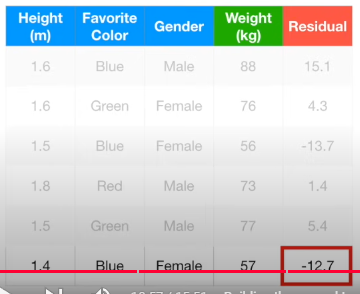 Height (m) Favorite Color Gender Weight (kg) Residual
1.6 Blue Male 88 15.1
1.6 Green Female 76 4.3
1.5 Blue Female 56 -13.7
1.8 Red Male 73 1.4
1.5 Green Male 77 5.4
1.4 Blue Female 57 -12.7